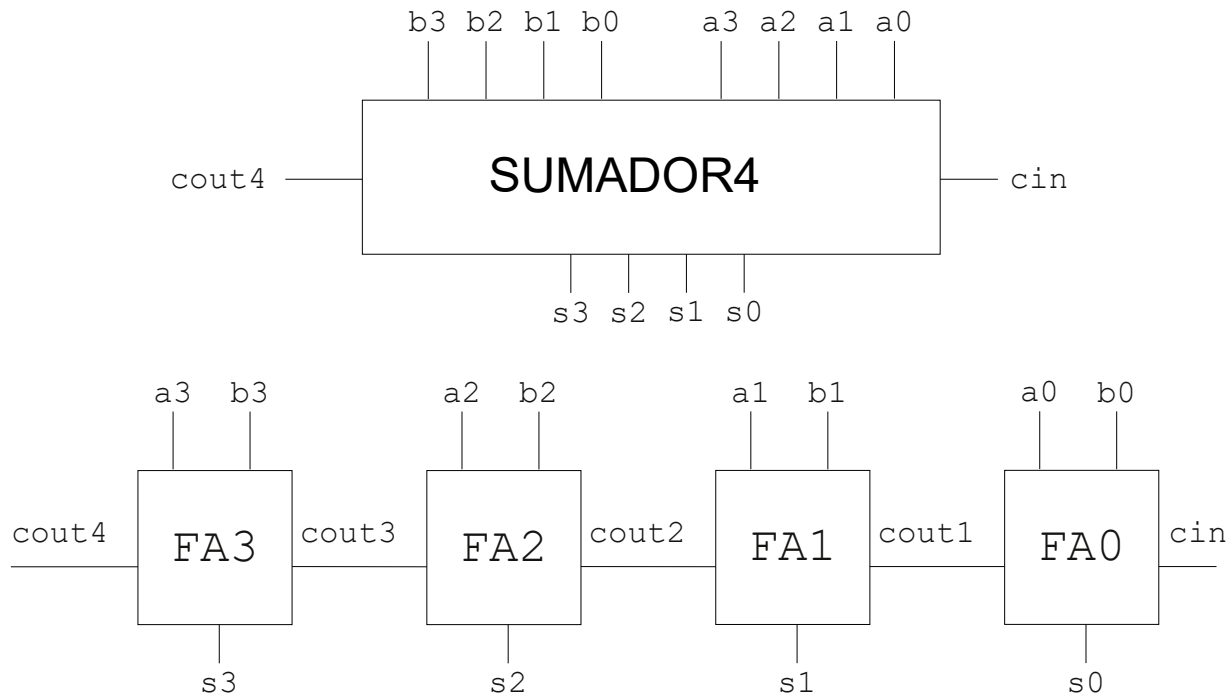 b3 b2 b1 b0 a3 a2 a1 a0
cout4 SUMADOR4 cin
s3 s2 s1 s0
a3 b3 a2 b2 a1 b1 a0 b0
cout4 FA3 cout3 FA2 cout2 FA1 cout1 FA0 cin
s3 s2 s1 s0